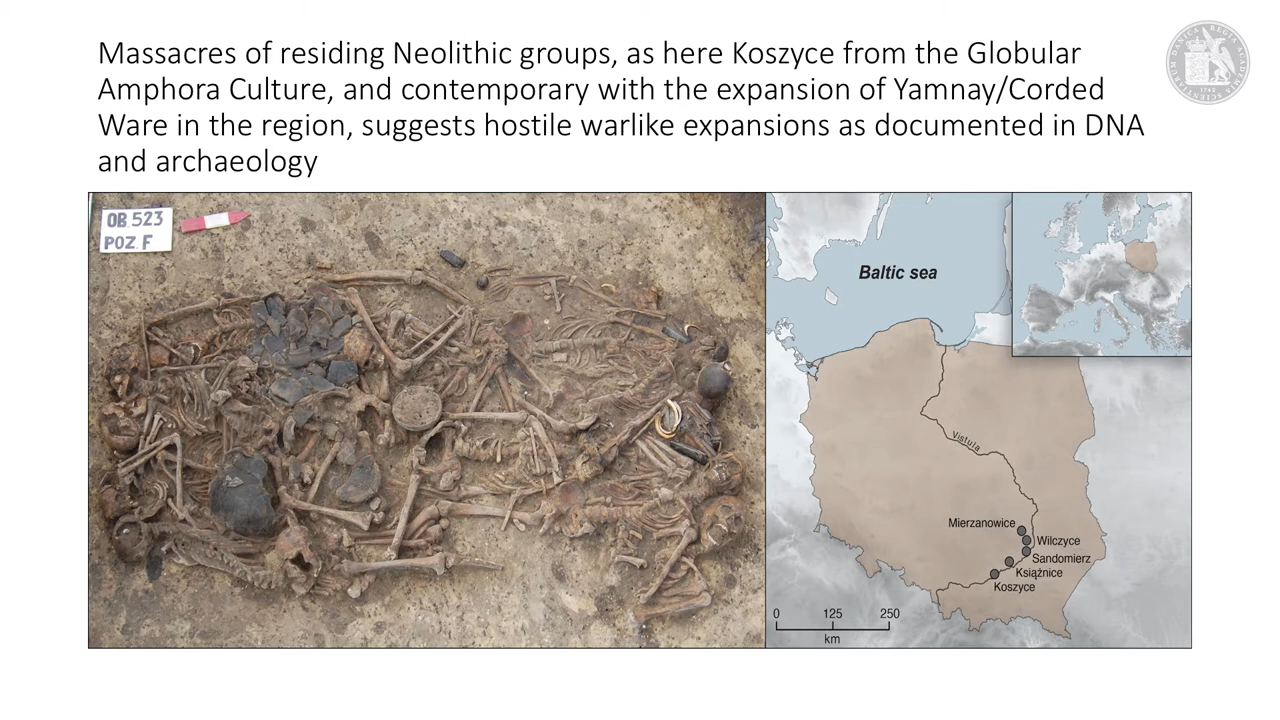 Massacres of residing Neolithic groups, as here Koszyce from the Globular
Amphora Culture, and contemporary with the expansion of Yamnay/Corded
Ware in the region, suggests hostile warlike expansions as documented in DNA
and archaeology
OB 523
POZ. F
Baltic sea
Vistula
Mierzanowice
Wilczyce
Sandomierz
Książnice
Koszyce
0 125 250
km
1742